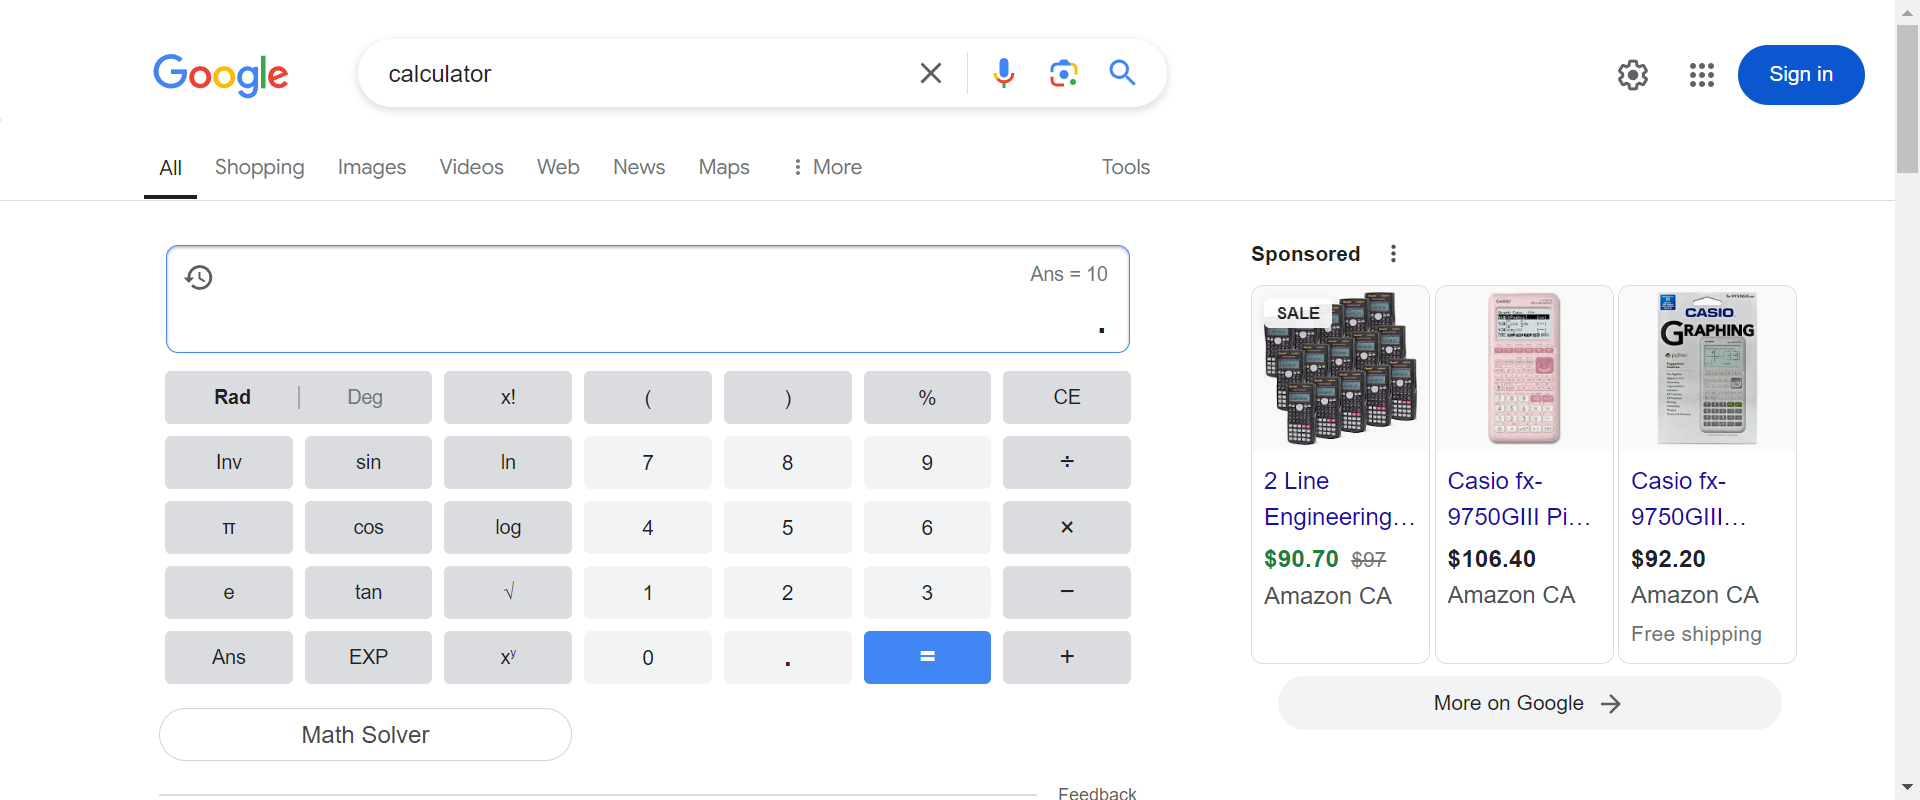 Google
calculator
Sign in
All Shopping Images Videos Web News Maps More Tools
Ans = 10
.
Rad Deg x! ( ) % CE
Inv sin ln 7 8 9 ÷
π cos log 4 5 6 ×
e tan √ 1 2 3 −
Ans EXP xʸ 0 . = +
Math Solver
Feedback
Sponsored
SALE
CASIO
GRAPHING
2 Line
Engineering...
$90.70 $97
Amazon CA
Casio fx-
9750GIII Pi...
$106.40
Amazon CA
Casio fx-
9750GIII...
$92.20
Amazon CA
Free shipping
More on Google